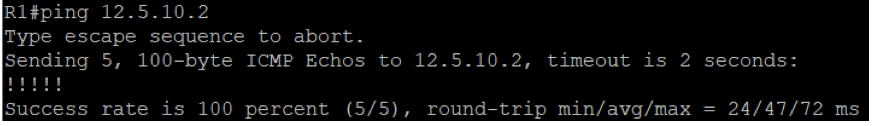 R1#ping 12.5.10.2
Type escape sequence to abort.
Sending 5, 100-byte ICMP Echos to 12.5.10.2, timeout is 2 seconds:
!!!!!
Success rate is 100 percent (5/5), round-trip min/avg/max = 24/47/72 ms